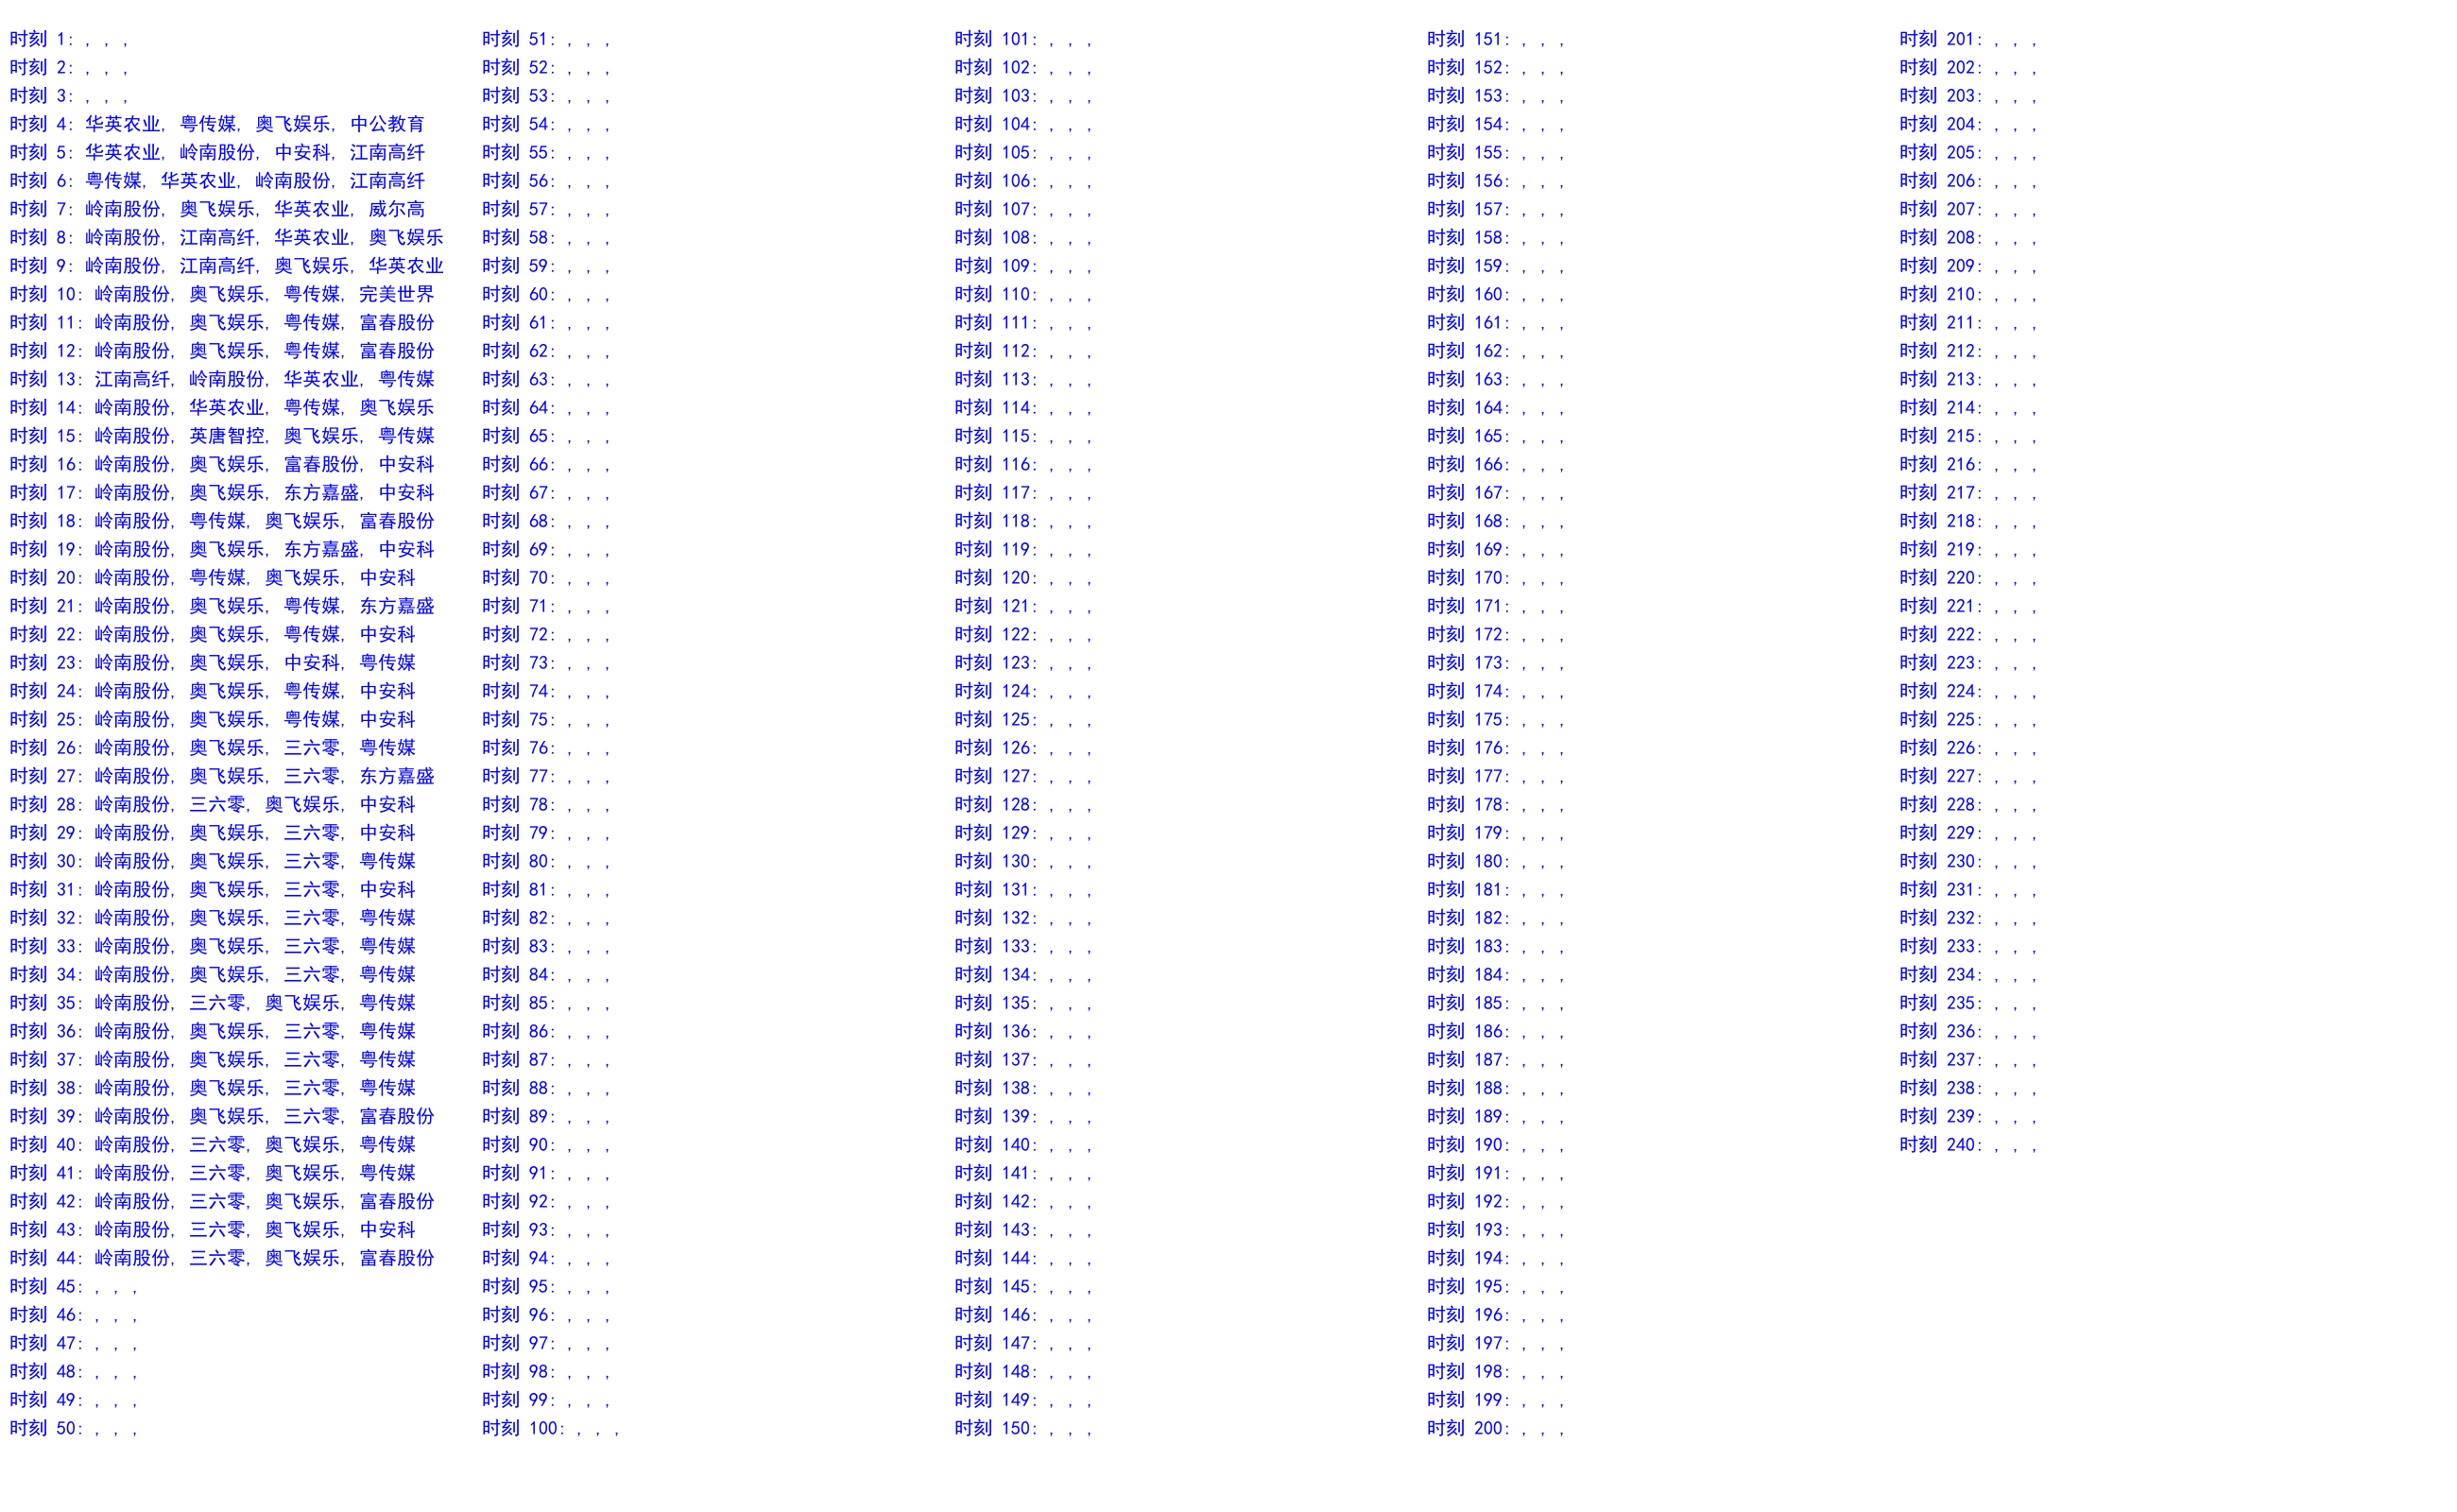 时刻 1: , , ,
时刻 2: , , ,
时刻 3: , , ,
时刻 4: 华英农业, 粤传媒, 奥飞娱乐, 中公教育
时刻 5: 华英农业, 岭南股份, 中安科, 江南高纤
时刻 6: 粤传媒, 华英农业, 岭南股份, 江南高纤
时刻 7: 岭南股份, 奥飞娱乐, 华英农业, 威尔高
时刻 8: 岭南股份, 江南高纤, 华英农业, 奥飞娱乐
时刻 9: 岭南股份, 江南高纤, 奥飞娱乐, 华英农业
时刻 10: 岭南股份, 奥飞娱乐, 粤传媒, 完美世界
时刻 11: 岭南股份, 奥飞娱乐, 粤传媒, 富春股份
时刻 12: 岭南股份, 奥飞娱乐, 粤传媒, 富春股份
时刻 13: 江南高纤, 岭南股份, 华英农业, 粤传媒
时刻 14: 岭南股份, 华英农业, 粤传媒, 奥飞娱乐
时刻 15: 岭南股份, 英唐智控, 奥飞娱乐, 粤传媒
时刻 16: 岭南股份, 奥飞娱乐, 富春股份, 中安科
时刻 17: 岭南股份, 奥飞娱乐, 东方嘉盛, 中安科
时刻 18: 岭南股份, 粤传媒, 奥飞娱乐, 富春股份
时刻 19: 岭南股份, 奥飞娱乐, 东方嘉盛, 中安科
时刻 20: 岭南股份, 粤传媒, 奥飞娱乐, 中安科
时刻 21: 岭南股份, 奥飞娱乐, 粤传媒, 东方嘉盛
时刻 22: 岭南股份, 奥飞娱乐, 粤传媒, 中安科
时刻 23: 岭南股份, 奥飞娱乐, 中安科, 粤传媒
时刻 24: 岭南股份, 奥飞娱乐, 粤传媒, 中安科
时刻 25: 岭南股份, 奥飞娱乐, 粤传媒, 中安科
时刻 26: 岭南股份, 奥飞娱乐, 三六零, 粤传媒
时刻 27: 岭南股份, 奥飞娱乐, 三六零, 东方嘉盛
时刻 28: 岭南股份, 三六零, 奥飞娱乐, 中安科
时刻 29: 岭南股份, 奥飞娱乐, 三六零, 中安科
时刻 30: 岭南股份, 奥飞娱乐, 三六零, 粤传媒
时刻 31: 岭南股份, 奥飞娱乐, 三六零, 中安科
时刻 32: 岭南股份, 奥飞娱乐, 三六零, 粤传媒
时刻 33: 岭南股份, 奥飞娱乐, 三六零, 粤传媒
时刻 34: 岭南股份, 奥飞娱乐, 三六零, 粤传媒
时刻 35: 岭南股份, 三六零, 奥飞娱乐, 粤传媒
时刻 36: 岭南股份, 奥飞娱乐, 三六零, 粤传媒
时刻 37: 岭南股份, 奥飞娱乐, 三六零, 粤传媒
时刻 38: 岭南股份, 奥飞娱乐, 三六零, 粤传媒
时刻 39: 岭南股份, 奥飞娱乐, 三六零, 富春股份
时刻 40: 岭南股份, 三六零, 奥飞娱乐, 粤传媒
时刻 41: 岭南股份, 三六零, 奥飞娱乐, 粤传媒
时刻 42: 岭南股份, 三六零, 奥飞娱乐, 富春股份
时刻 43: 岭南股份, 三六零, 奥飞娱乐, 中安科
时刻 44: 岭南股份, 三六零, 奥飞娱乐, 富春股份
时刻 45: , , ,
时刻 46: , , ,
时刻 47: , , ,
时刻 48: , , ,
时刻 49: , , ,
时刻 50: , , ,
时刻 51: , , ,
时刻 52: , , ,
时刻 53: , , ,
时刻 54: , , ,
时刻 55: , , ,
时刻 56: , , ,
时刻 57: , , ,
时刻 58: , , ,
时刻 59: , , ,
时刻 60: , , ,
时刻 61: , , ,
时刻 62: , , ,
时刻 63: , , ,
时刻 64: , , ,
时刻 65: , , ,
时刻 66: , , ,
时刻 67: , , ,
时刻 68: , , ,
时刻 69: , , ,
时刻 70: , , ,
时刻 71: , , ,
时刻 72: , , ,
时刻 73: , , ,
时刻 74: , , ,
时刻 75: , , ,
时刻 76: , , ,
时刻 77: , , ,
时刻 78: , , ,
时刻 79: , , ,
时刻 80: , , ,
时刻 81: , , ,
时刻 82: , , ,
时刻 83: , , ,
时刻 84: , , ,
时刻 85: , , ,
时刻 86: , , ,
时刻 87: , , ,
时刻 88: , , ,
时刻 89: , , ,
时刻 90: , , ,
时刻 91: , , ,
时刻 92: , , ,
时刻 93: , , ,
时刻 94: , , ,
时刻 95: , , ,
时刻 96: , , ,
时刻 97: , , ,
时刻 98: , , ,
时刻 99: , , ,
时刻 100: , , ,
时刻 101: , , ,
时刻 102: , , ,
时刻 103: , , ,
时刻 104: , , ,
时刻 105: , , ,
时刻 106: , , ,
时刻 107: , , ,
时刻 108: , , ,
时刻 109: , , ,
时刻 110: , , ,
时刻 111: , , ,
时刻 112: , , ,
时刻 113: , , ,
时刻 114: , , ,
时刻 115: , , ,
时刻 116: , , ,
时刻 117: , , ,
时刻 118: , , ,
时刻 119: , , ,
时刻 120: , , ,
时刻 121: , , ,
时刻 122: , , ,
时刻 123: , , ,
时刻 124: , , ,
时刻 125: , , ,
时刻 126: , , ,
时刻 127: , , ,
时刻 128: , , ,
时刻 129: , , ,
时刻 130: , , ,
时刻 131: , , ,
时刻 132: , , ,
时刻 133: , , ,
时刻 134: , , ,
时刻 135: , , ,
时刻 136: , , ,
时刻 137: , , ,
时刻 138: , , ,
时刻 139: , , ,
时刻 140: , , ,
时刻 141: , , ,
时刻 142: , , ,
时刻 143: , , ,
时刻 144: , , ,
时刻 145: , , ,
时刻 146: , , ,
时刻 147: , , ,
时刻 148: , , ,
时刻 149: , , ,
时刻 150: , , ,
时刻 151: , , ,
时刻 152: , , ,
时刻 153: , , ,
时刻 154: , , ,
时刻 155: , , ,
时刻 156: , , ,
时刻 157: , , ,
时刻 158: , , ,
时刻 159: , , ,
时刻 160: , , ,
时刻 161: , , ,
时刻 162: , , ,
时刻 163: , , ,
时刻 164: , , ,
时刻 165: , , ,
时刻 166: , , ,
时刻 167: , , ,
时刻 168: , , ,
时刻 169: , , ,
时刻 170: , , ,
时刻 171: , , ,
时刻 172: , , ,
时刻 173: , , ,
时刻 174: , , ,
时刻 175: , , ,
时刻 176: , , ,
时刻 177: , , ,
时刻 178: , , ,
时刻 179: , , ,
时刻 180: , , ,
时刻 181: , , ,
时刻 182: , , ,
时刻 183: , , ,
时刻 184: , , ,
时刻 185: , , ,
时刻 186: , , ,
时刻 187: , , ,
时刻 188: , , ,
时刻 189: , , ,
时刻 190: , , ,
时刻 191: , , ,
时刻 192: , , ,
时刻 193: , , ,
时刻 194: , , ,
时刻 195: , , ,
时刻 196: , , ,
时刻 197: , , ,
时刻 198: , , ,
时刻 199: , , ,
时刻 200: , , ,
时刻 201: , , ,
时刻 202: , , ,
时刻 203: , , ,
时刻 204: , , ,
时刻 205: , , ,
时刻 206: , , ,
时刻 207: , , ,
时刻 208: , , ,
时刻 209: , , ,
时刻 210: , , ,
时刻 211: , , ,
时刻 212: , , ,
时刻 213: , , ,
时刻 214: , , ,
时刻 215: , , ,
时刻 216: , , ,
时刻 217: , , ,
时刻 218: , , ,
时刻 219: , , ,
时刻 220: , , ,
时刻 221: , , ,
时刻 222: , , ,
时刻 223: , , ,
时刻 224: , , ,
时刻 225: , , ,
时刻 226: , , ,
时刻 227: , , ,
时刻 228: , , ,
时刻 229: , , ,
时刻 230: , , ,
时刻 231: , , ,
时刻 232: , , ,
时刻 233: , , ,
时刻 234: , , ,
时刻 235: , , ,
时刻 236: , , ,
时刻 237: , , ,
时刻 238: , , ,
时刻 239: , , ,
时刻 240: , , ,